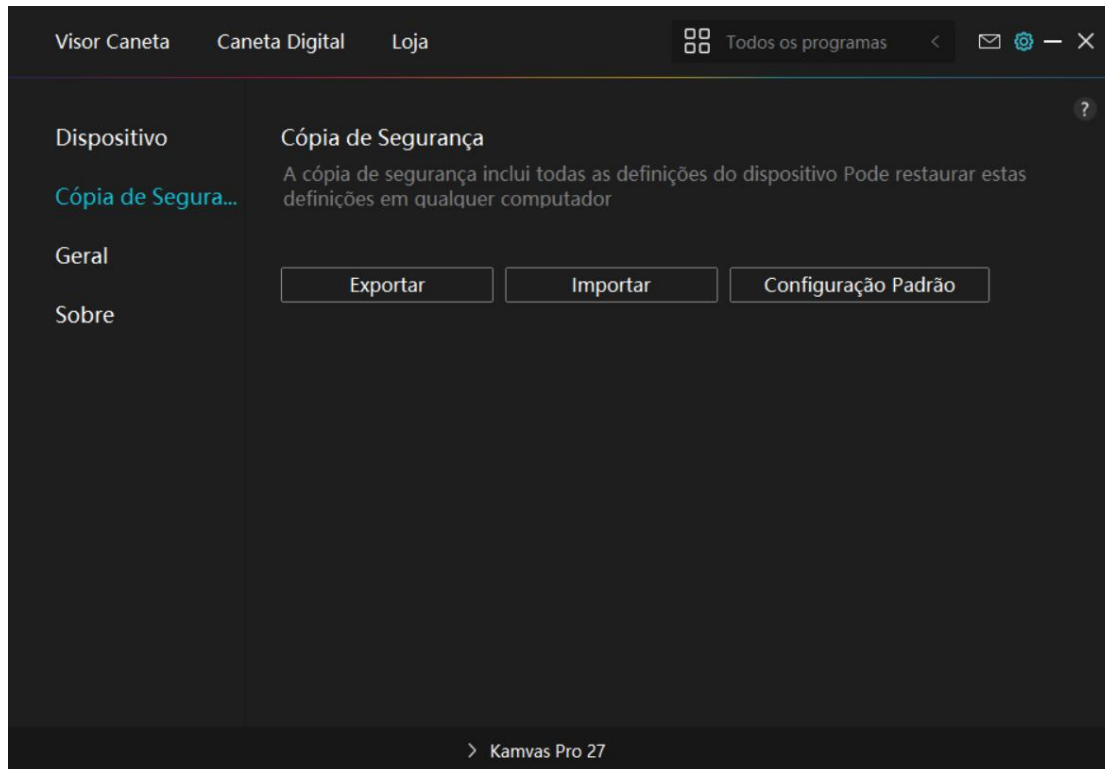 Visor Caneta Caneta Digital Loja Todos os programas
?
Dispositivo
Cópia de Segura...
Geral
Sobre
Cópia de Segurança
A cópia de segurança inclui todas as definições do dispositivo Pode restaurar estas
definições em qualquer computador
Exportar Importar Configuração Padrão
Kamvas Pro 27